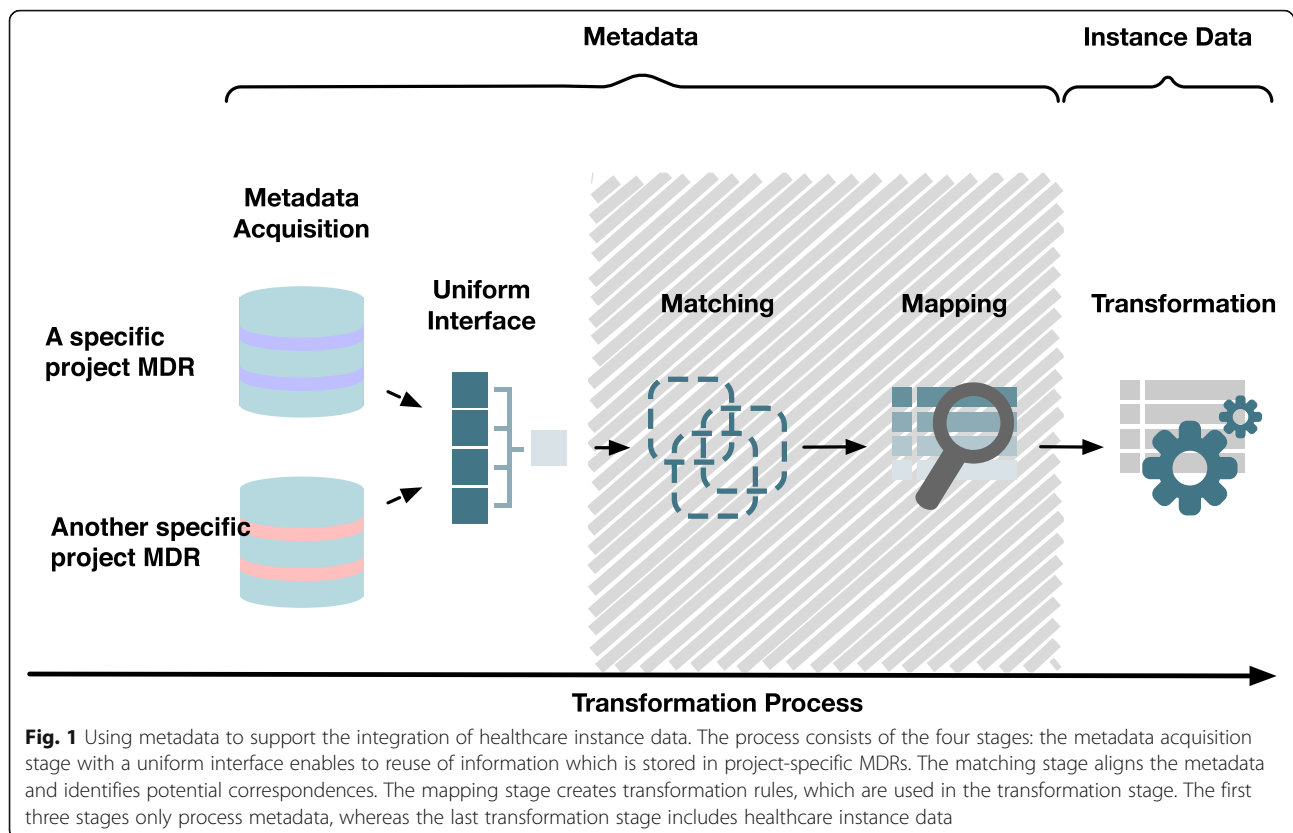 Metadata
Instance Data
Metadata
Acquisition
Uniform
Interface
Matching
Mapping
Transformation
A specific
project MDR
Another specific
project MDR
Transformation Process
Fig. 1 Using metadata to support the integration of healthcare instance data. The process consists of the four stages: the metadata acquisition
stage with a uniform interface enables to reuse of information which is stored in project-specific MDRs. The matching stage aligns the metadata
and identifies potential correspondences. The mapping stage creates transformation rules, which are used in the transformation stage. The first
three stages only process metadata, whereas the last transformation stage includes healthcare instance data